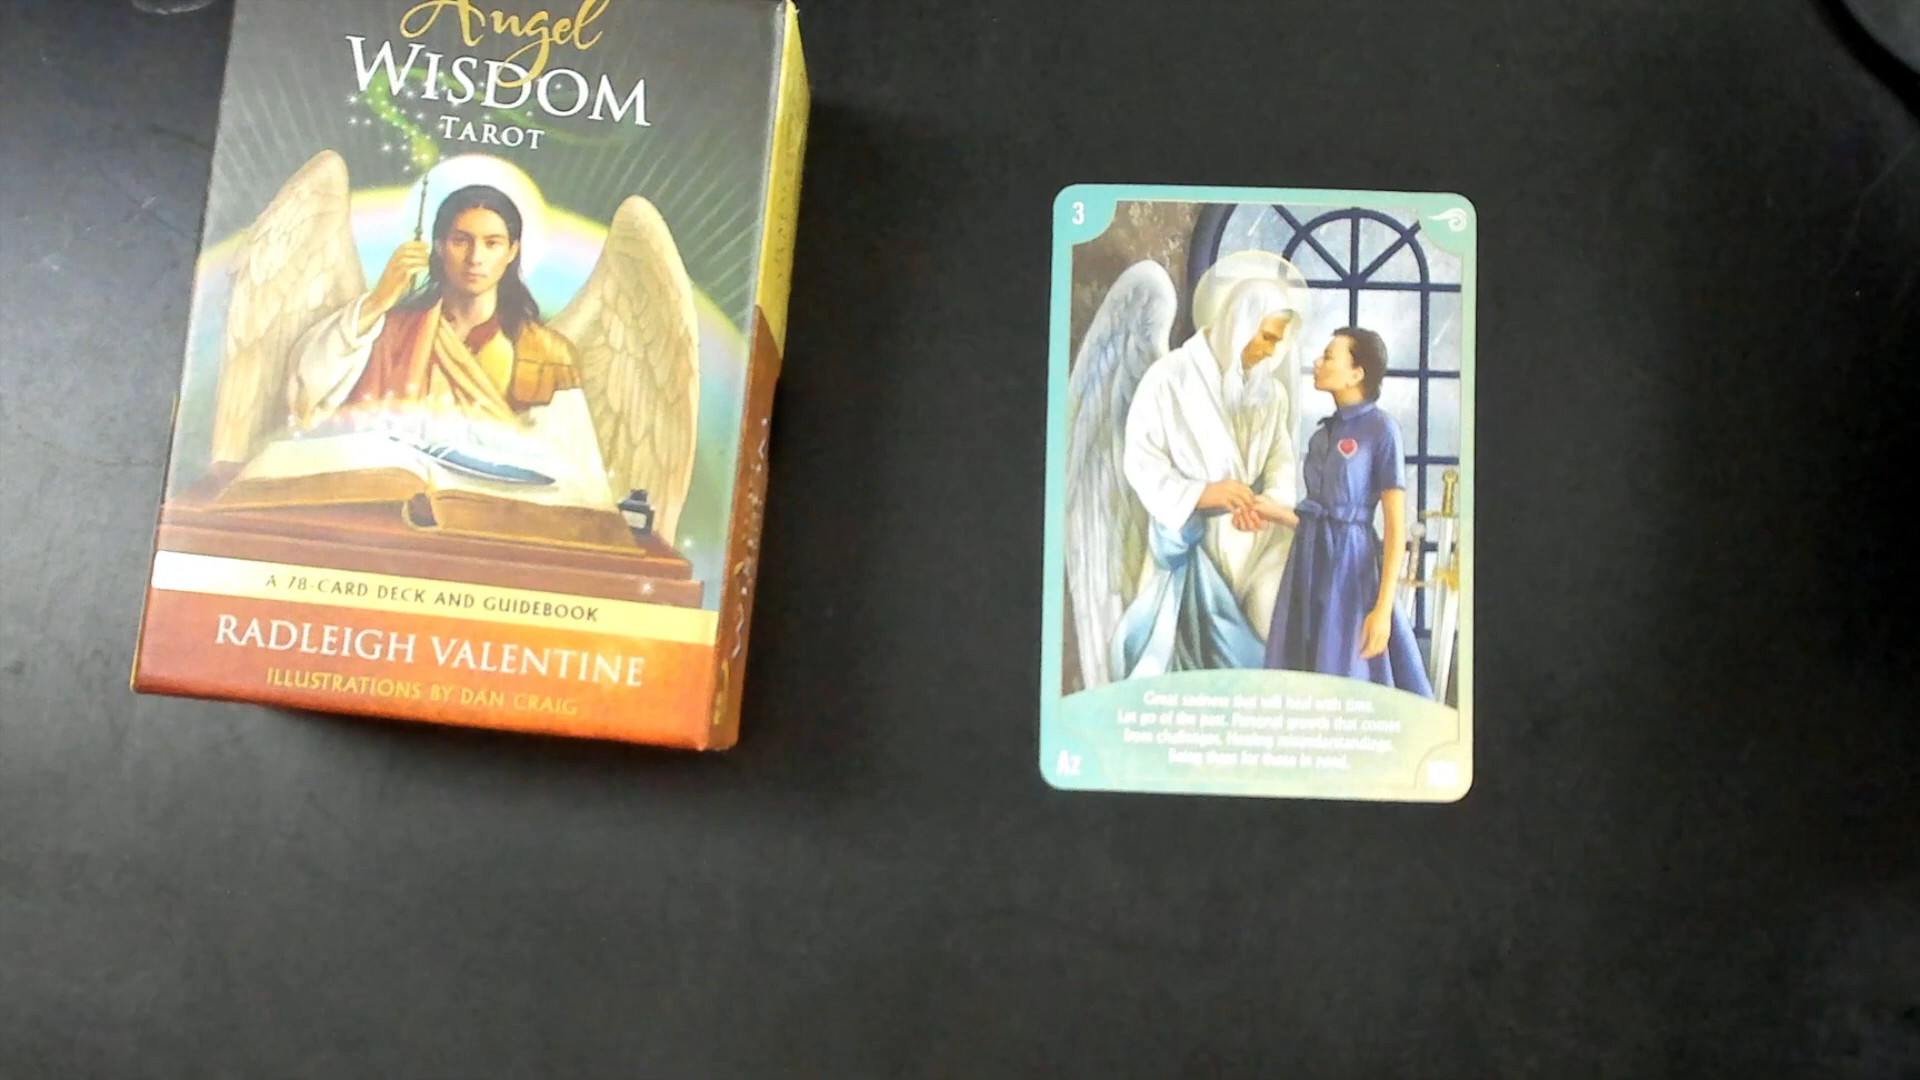 Angel
WISDOM
TAROT
A 78-CARD DECK AND GUIDEBOOK
RADLEIGH VALENTINE
ILLUSTRATIONS BY DAN CRAIG
3
Great sadness that will heal with time.
Let go of the past. Personal growth that comes
from challenges. Healing misunderstandings.
Being there for those in need.
Az